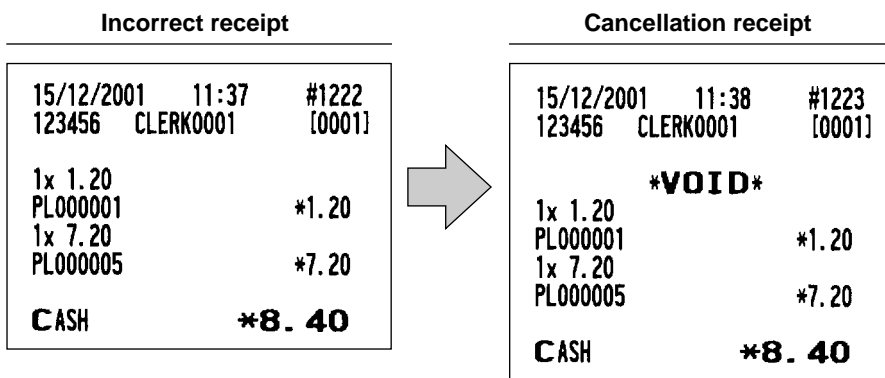 Incorrect receipt
15/12/2001 11:37 #1222
123456 CLERK0001 [0001]
1x 1.20
PL000001 *1.20
1x 7.20
PL000005 *7.20
CASH *8.40
Cancellation receipt
15/12/2001 11:38 #1223
123456 CLERK0001 [0001]
*VOID*
1x 1.20
PL000001 *1.20
1x 7.20
PL000005 *7.20
CASH *8.40